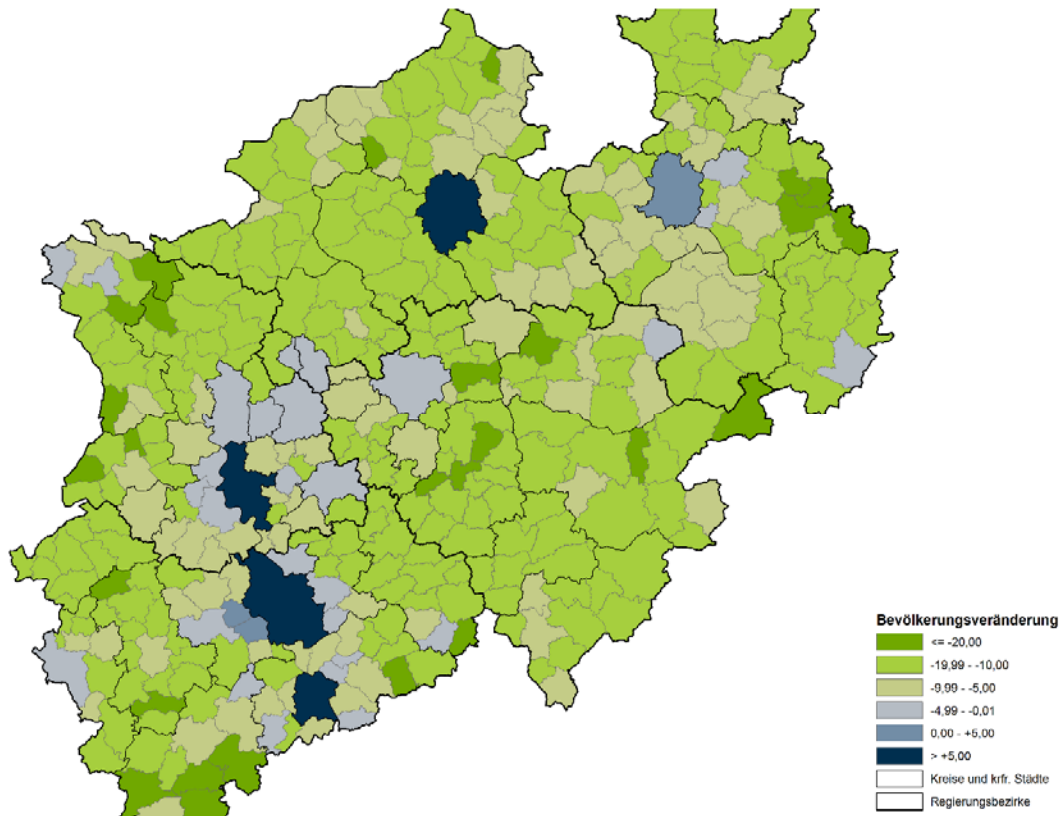 Bevölkerungsveränderung
<= -20,00
-19,99 - -10,00
-9,99 - -5,00
-4,99 - -0,01
0,00 - +5,00
> +5,00
Kreise und krfr. Städte
Regierungsbezirke